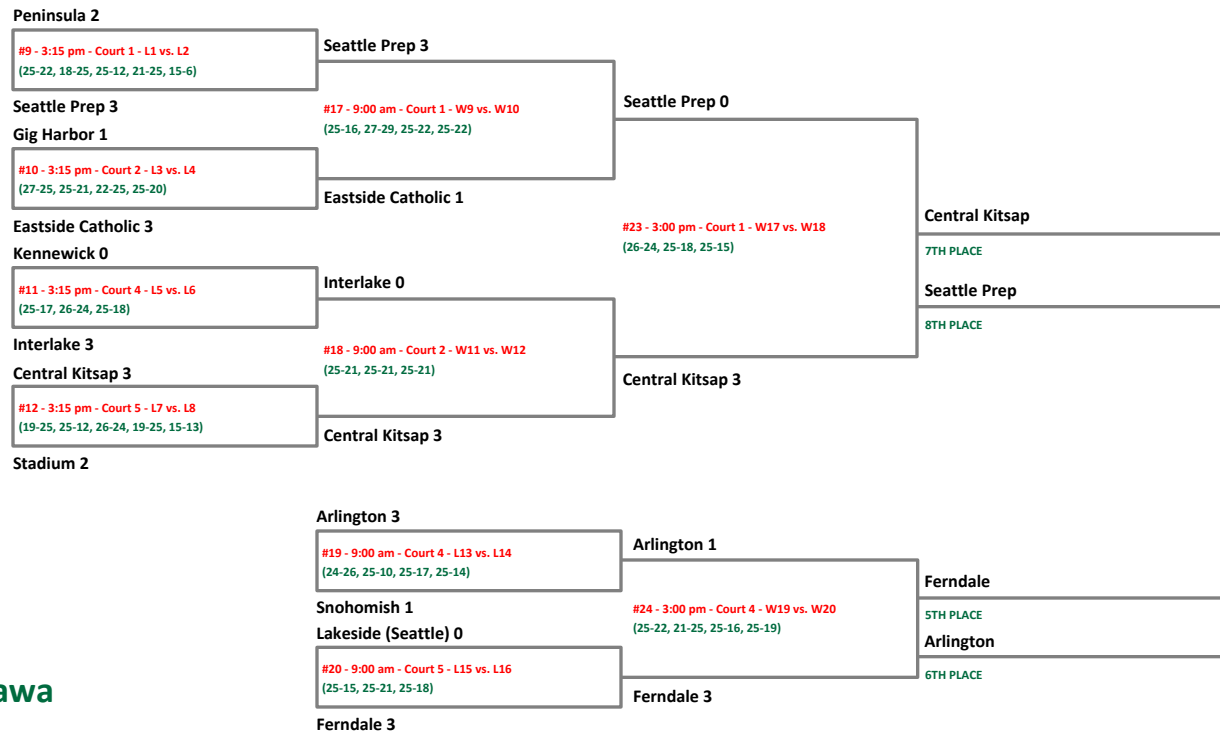 Peninsula 2
#9 - 3:15 pm - Court 1 - L1 vs. L2
(25-22, 18-25, 25-12, 21-25, 15-6)
Seattle Prep 3
Gig Harbor 1
#10 - 3:15 pm - Court 2 - L3 vs. L4
(27-25, 25-21, 22-25, 25-20)
Eastside Catholic 3
Kennewick 0
#11 - 3:15 pm - Court 4 - L5 vs. L6
(25-17, 26-24, 25-18)
Interlake 3
Central Kitsap 3
#12 - 3:15 pm - Court 5 - L7 vs. L8
(19-25, 25-12, 26-24, 19-25, 15-13)
Stadium 2
Seattle Prep 3
#17 - 9:00 am - Court 1 - W9 vs. W10
(25-16, 27-29, 25-22, 25-22)
Eastside Catholic 1
Interlake 0
#18 - 9:00 am - Court 2 - W11 vs. W12
(25-21, 25-21, 25-21)
Central Kitsap 3
Seattle Prep 0
#23 - 3:00 pm - Court 1 - W17 vs. W18
(26-24, 25-18, 25-15)
Central Kitsap 3
Central Kitsap
7TH PLACE
Seattle Prep
8TH PLACE
Arlington 3
#19 - 9:00 am - Court 4 - L13 vs. L14
(24-26, 25-10, 25-17, 25-14)
Snohomish 1
Lakeside (Seattle) 0
#20 - 9:00 am - Court 5 - L15 vs. L16
(25-15, 25-21, 25-18)
Ferndale 3
Arlington 1
#24 - 3:00 pm - Court 4 - W19 vs. W20
(25-22, 21-25, 25-16, 25-19)
Ferndale 3
Ferndale
5TH PLACE
Arlington
6TH PLACE
awa